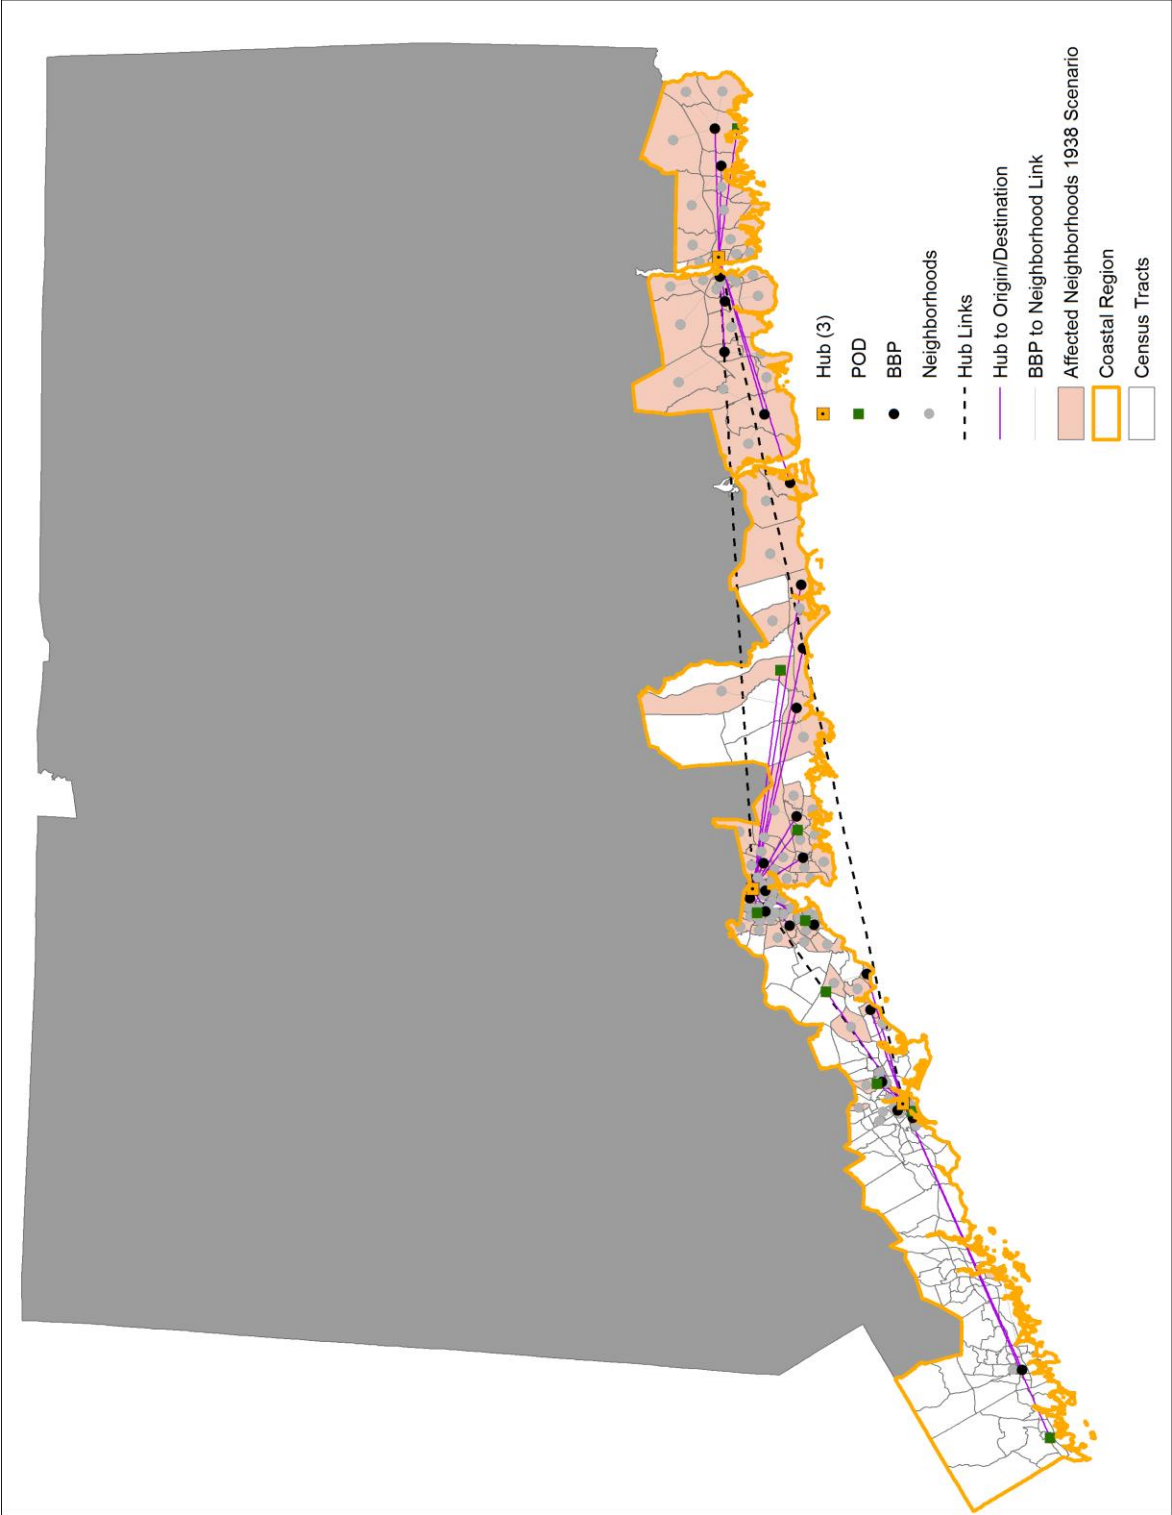 Hub (3)
POD
BBP
Neighborhoods
Hub Links
Hub to Origin/Destination
BBP to Neighborhood Link
Affected Neighborhoods 1938 Scenario
Coastal Region
Census Tracts